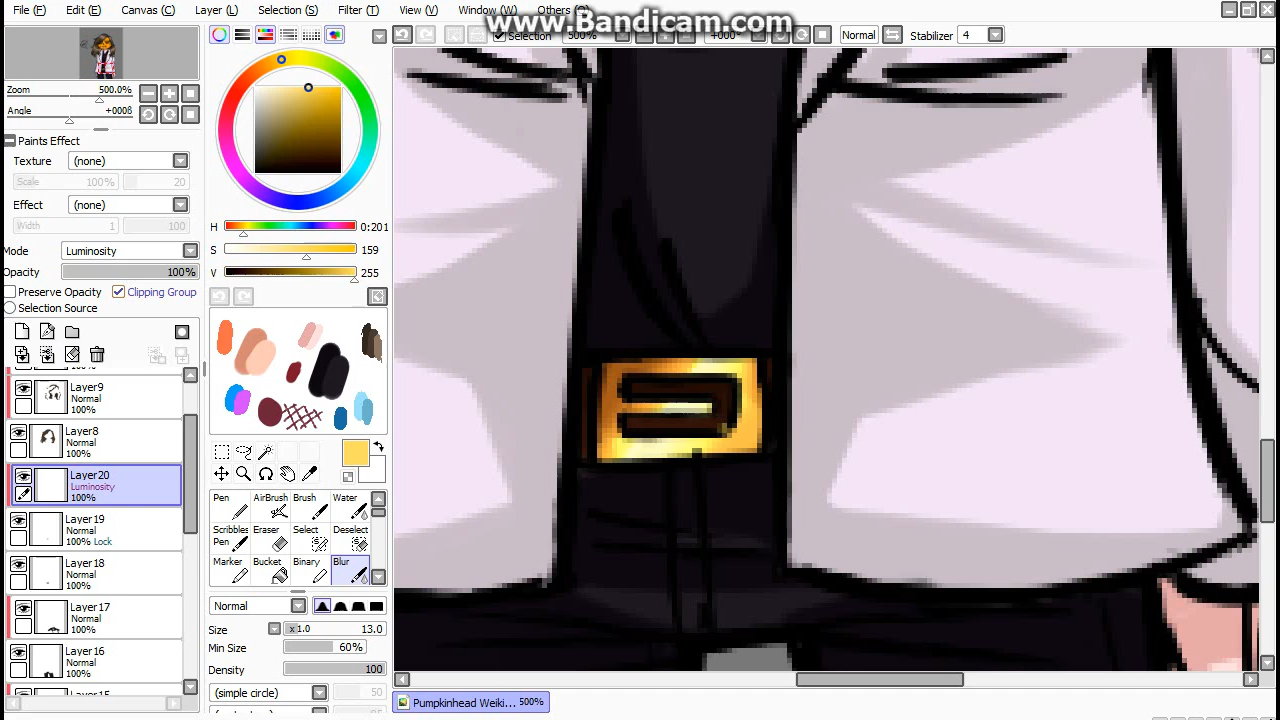 File (F) Edit (E) Canvas (C) Layer (L) Selection (S) Filter (T) View (V) Window (W) Others (O)
www.Bandicam.com
Selection 500% +000° Normal Stabilizer 4
Zoom 500.0%
Angle +000θ
Paints Effect
Texture (none)
Scale 100% 20
Effect (none)
Width 1 100
Mode Luminosity
Opacity 100%
Preserve Opacity Clipping Group
Selection Source
100%
Layer9
Normal
100%
Layer8
Normal
100%
Layer20
Luminosity
100%
Layer19
Normal
100% Lock
Layer18
Normal
100%
Layer17
Normal
100%
Layer16
Normal
100%
Layer15
H 0:201
S 159
V 255
Pen AirBrush Brush Water
Scribbles Pen Eraser Select Deselect
Marker Bucket Binary Blur
Normal
Size x1.0 13.0
Min Size 60%
Density 100
(simple circle) 50
Pumpkinhead Weiki... 500%